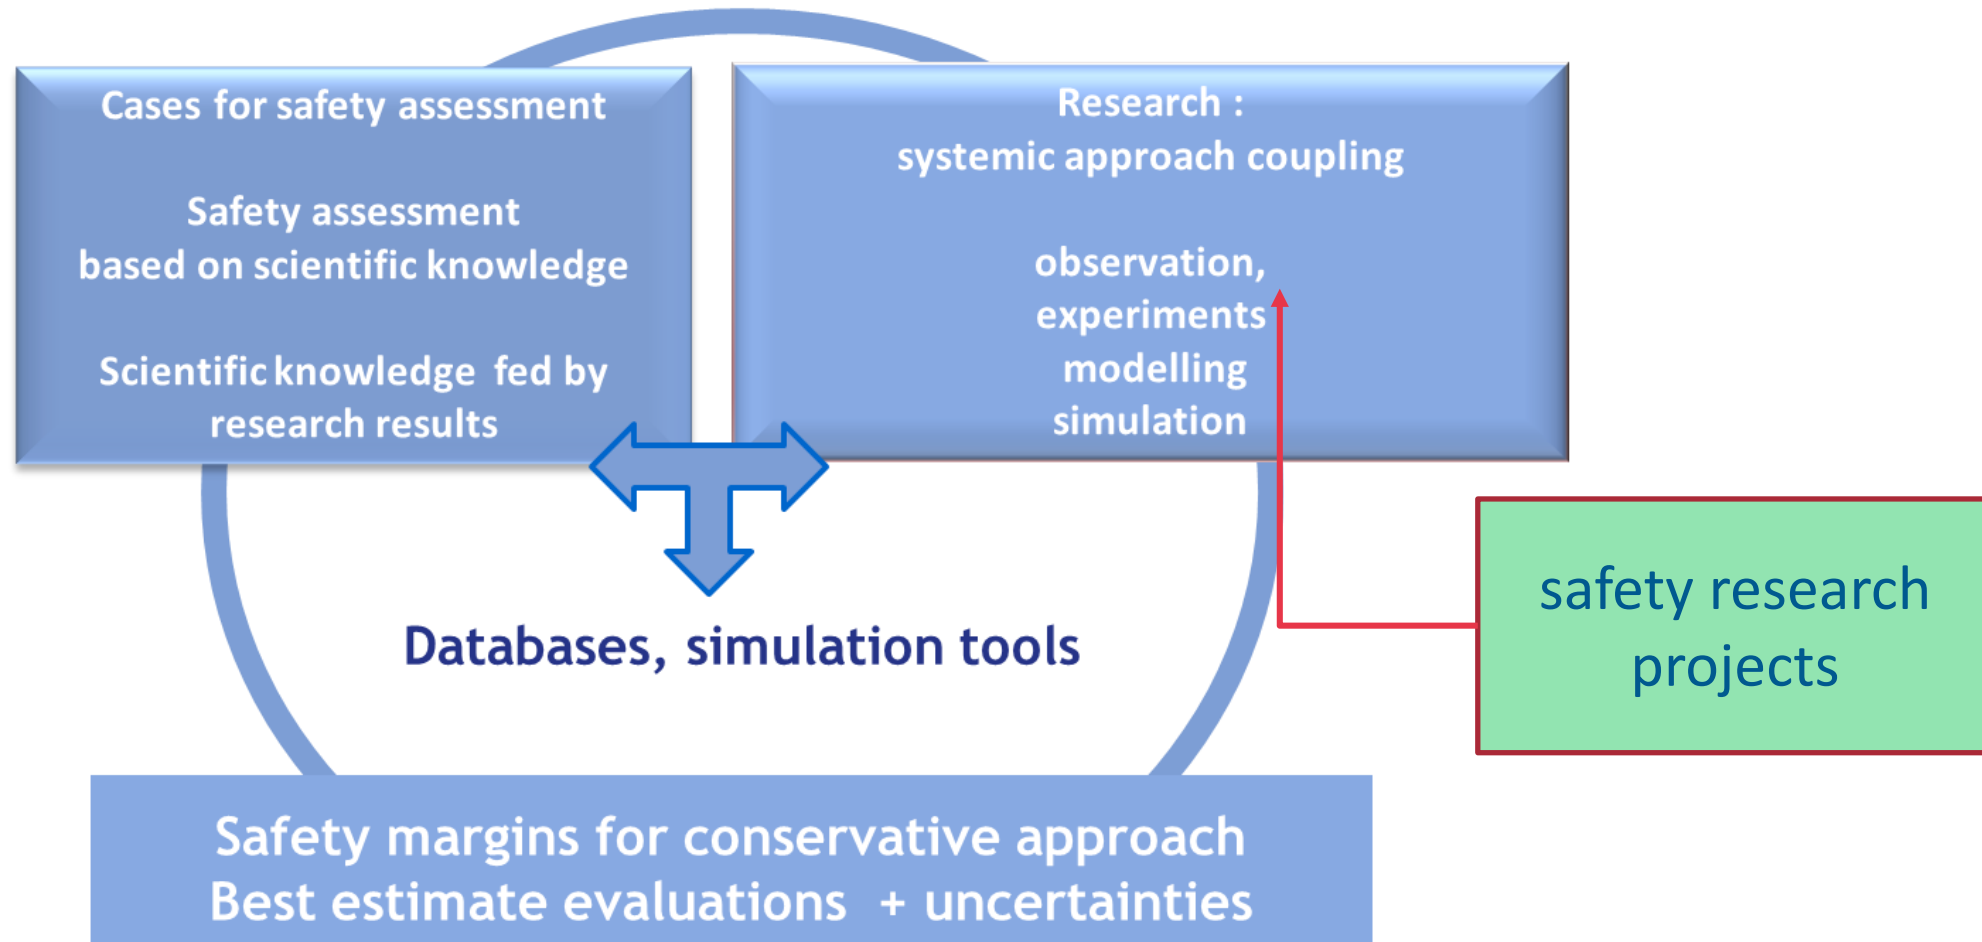 Cases for safety assessment
Safety assessment
based on scientific knowledge
Scientific knowledge fed by
research results
Research :
systemic approach coupling
observation,
experiments
modelling
simulation
Databases, simulation tools
safety research
projects
Safety margins for conservative approach
Best estimate evaluations + uncertainties